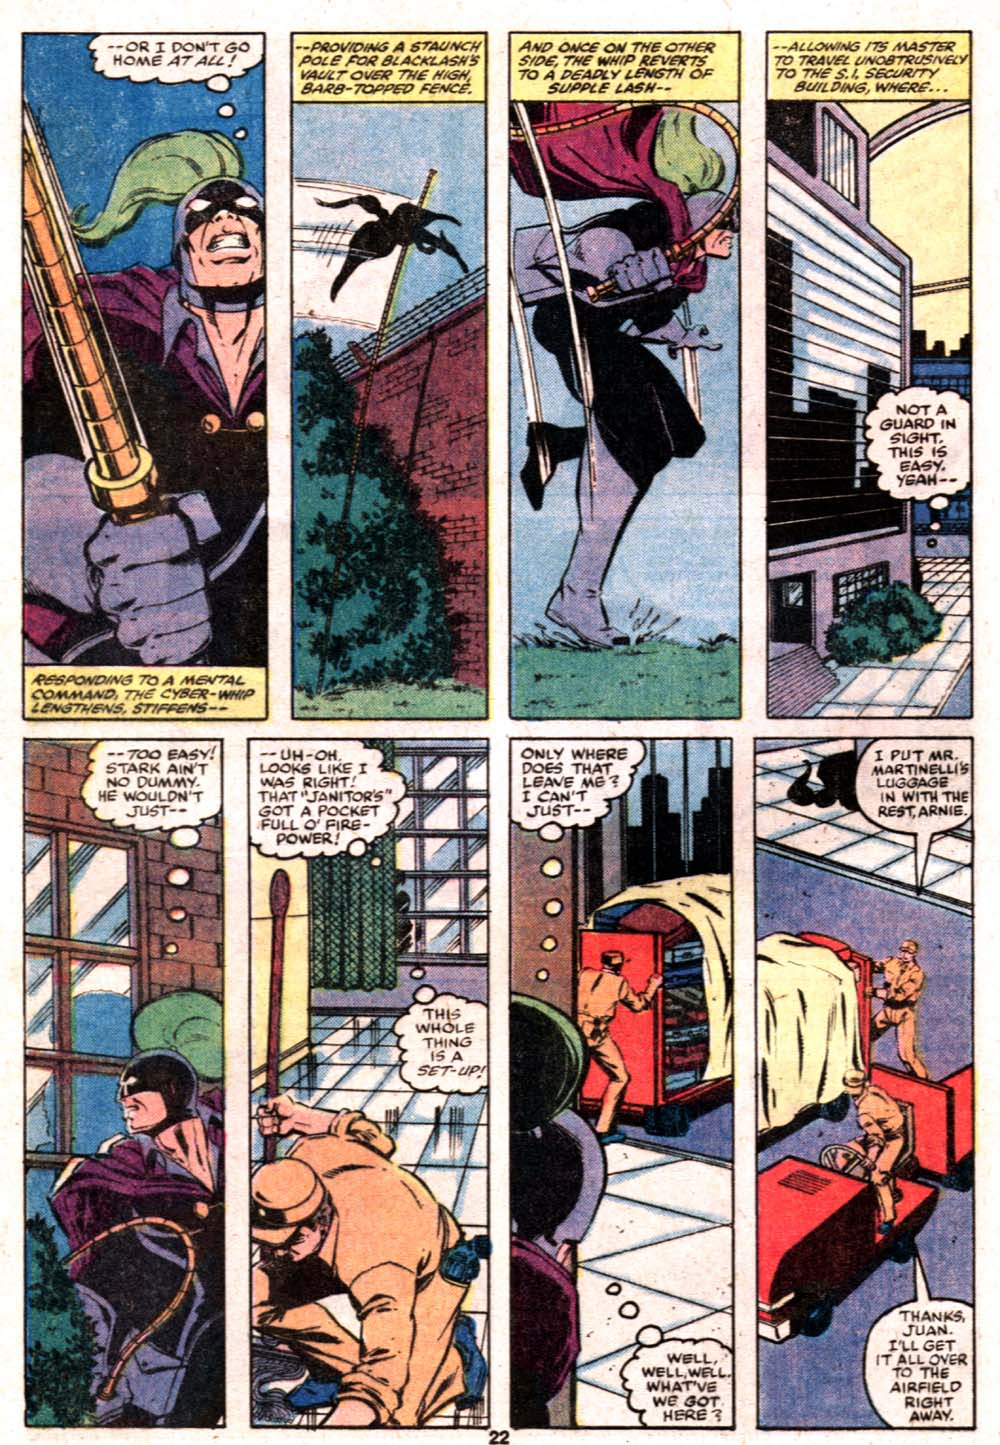 --OR I DON'T GO
HOME AT ALL!
RESPONDING TO A MENTAL
COMMAND, THE CYBER-WHIP
LENGTHENS, STIFFENS--
--PROVIDING A STAUNCH
POLE FOR BLACKLASH'S
VAULT OVER THE HIGH,
BARB-TOPPED FENCE.
AND ONCE ON THE OTHER
SIDE, THE WHIP REVERTS
TO A DEADLY LENGTH OF
SUPPLE LASH--
--ALLOWING ITS MASTER
TO TRAVEL UNOBTRUSIVELY
TO THE S.I. SECURITY
BUILDING, WHERE...
NOT A
GUARD IN
SIGHT.
THIS IS
EASY.
YEAH--
--TOO EASY!
STARK AIN'T
NO DUMMY.
HE WOULDN'T
JUST--
--UH-OH.
LOOKS LIKE I
WAS RIGHT!
THAT "JANITOR'S"
GOT A POCKET
FULL O' FIRE-
POWER!
THIS
WHOLE
THING
IS A
SET-UP!
ONLY WHERE
DOES THAT
LEAVE ME?
I CAN'T
JUST--
WELL,
WELL, WELL.
WHAT'VE
WE GOT
HERE?
I PUT MR.
MARTINELLI'S
LUGGAGE
IN WITH THE
REST, ARNIE.
THANKS,
JUAN.
I'LL GET
IT ALL OVER
TO THE
AIRFIELD
RIGHT
AWAY.
22